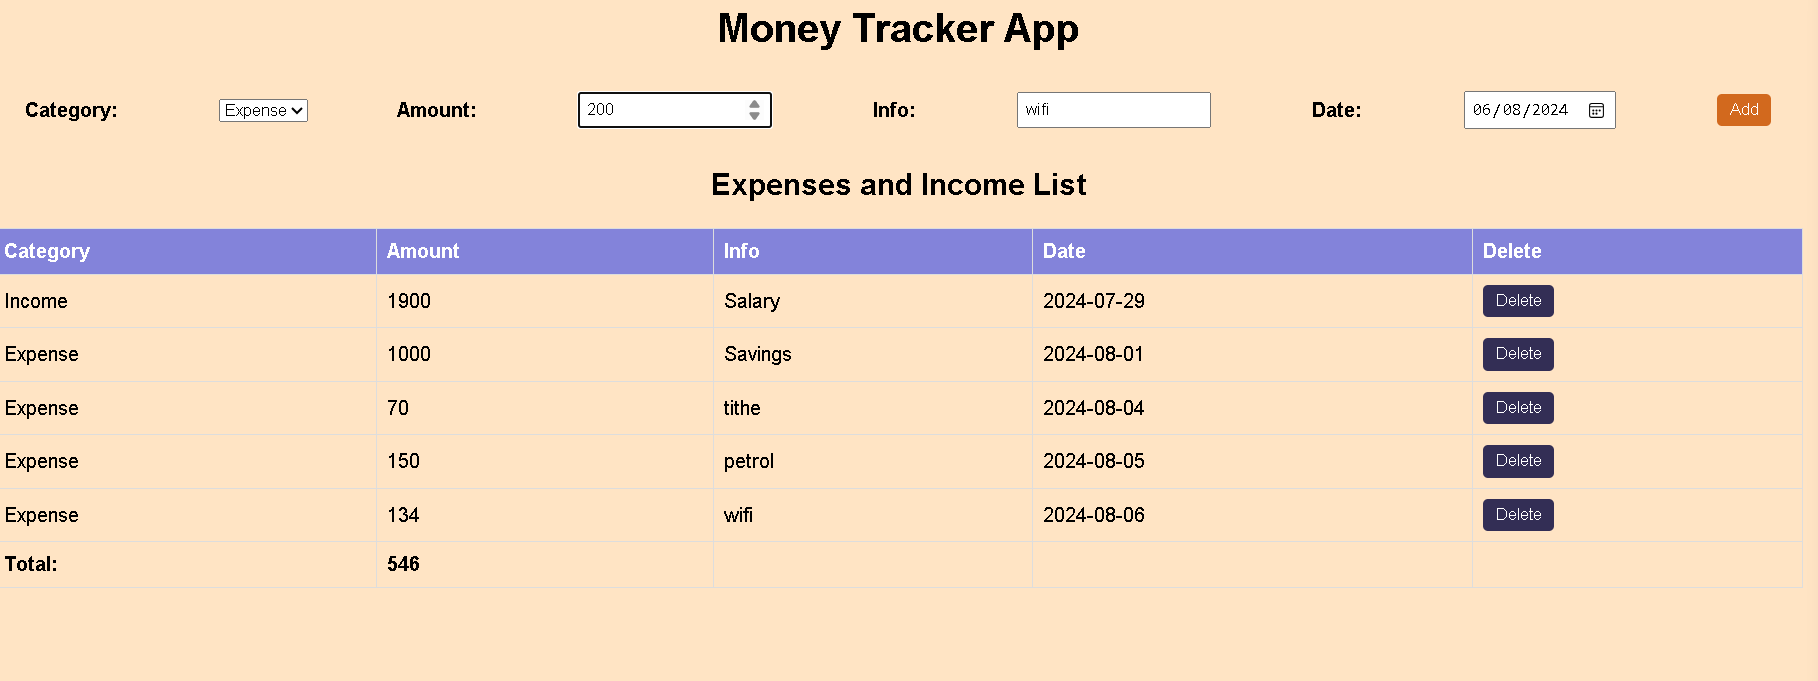 Money Tracker App
Category: Expense Amount: 200 Info: wifi Date: 06/08/2024 Add
Expenses and Income List
Category Amount Info Date Delete
Income 1900 Salary 2024-07-29 Delete
Expense 1000 Savings 2024-08-01 Delete
Expense 70 tithe 2024-08-04 Delete
Expense 150 petrol 2024-08-05 Delete
Expense 134 wifi 2024-08-06 Delete
Total: 546